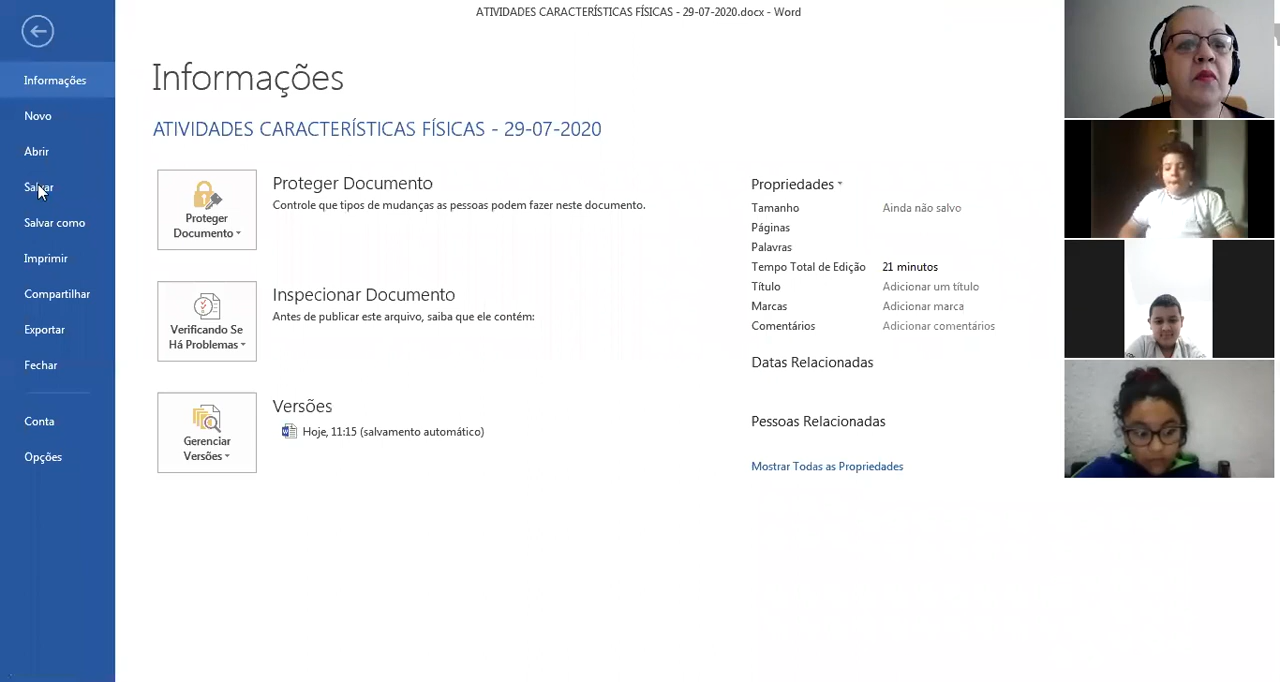 ATIVIDADES CARACTERÍSTICAS FÍSICAS - 29-07-2020.docx - Word
Informações
Novo
Abrir
Salvar
Salvar como
Imprimir
Compartilhar
Exportar
Fechar
Conta
Opções
Informações
ATIVIDADES CARACTERÍSTICAS FÍSICAS - 29-07-2020
Proteger
Documento
Proteger Documento
Controle que tipos de mudanças as pessoas podem fazer neste documento.
Verificando Se
Há Problemas
Inspecionar Documento
Antes de publicar este arquivo, saiba que ele contém:
Gerenciar
Versões
Versões
Hoje, 11:15 (salvamento automático)
Propriedades
Tamanho Ainda não salvo
Páginas
Palavras
Tempo Total de Edição 21 minutos
Título Adicionar um título
Marcas Adicionar marca
Comentários Adicionar comentários
Datas Relacionadas
Pessoas Relacionadas
Mostrar Todas as Propriedades